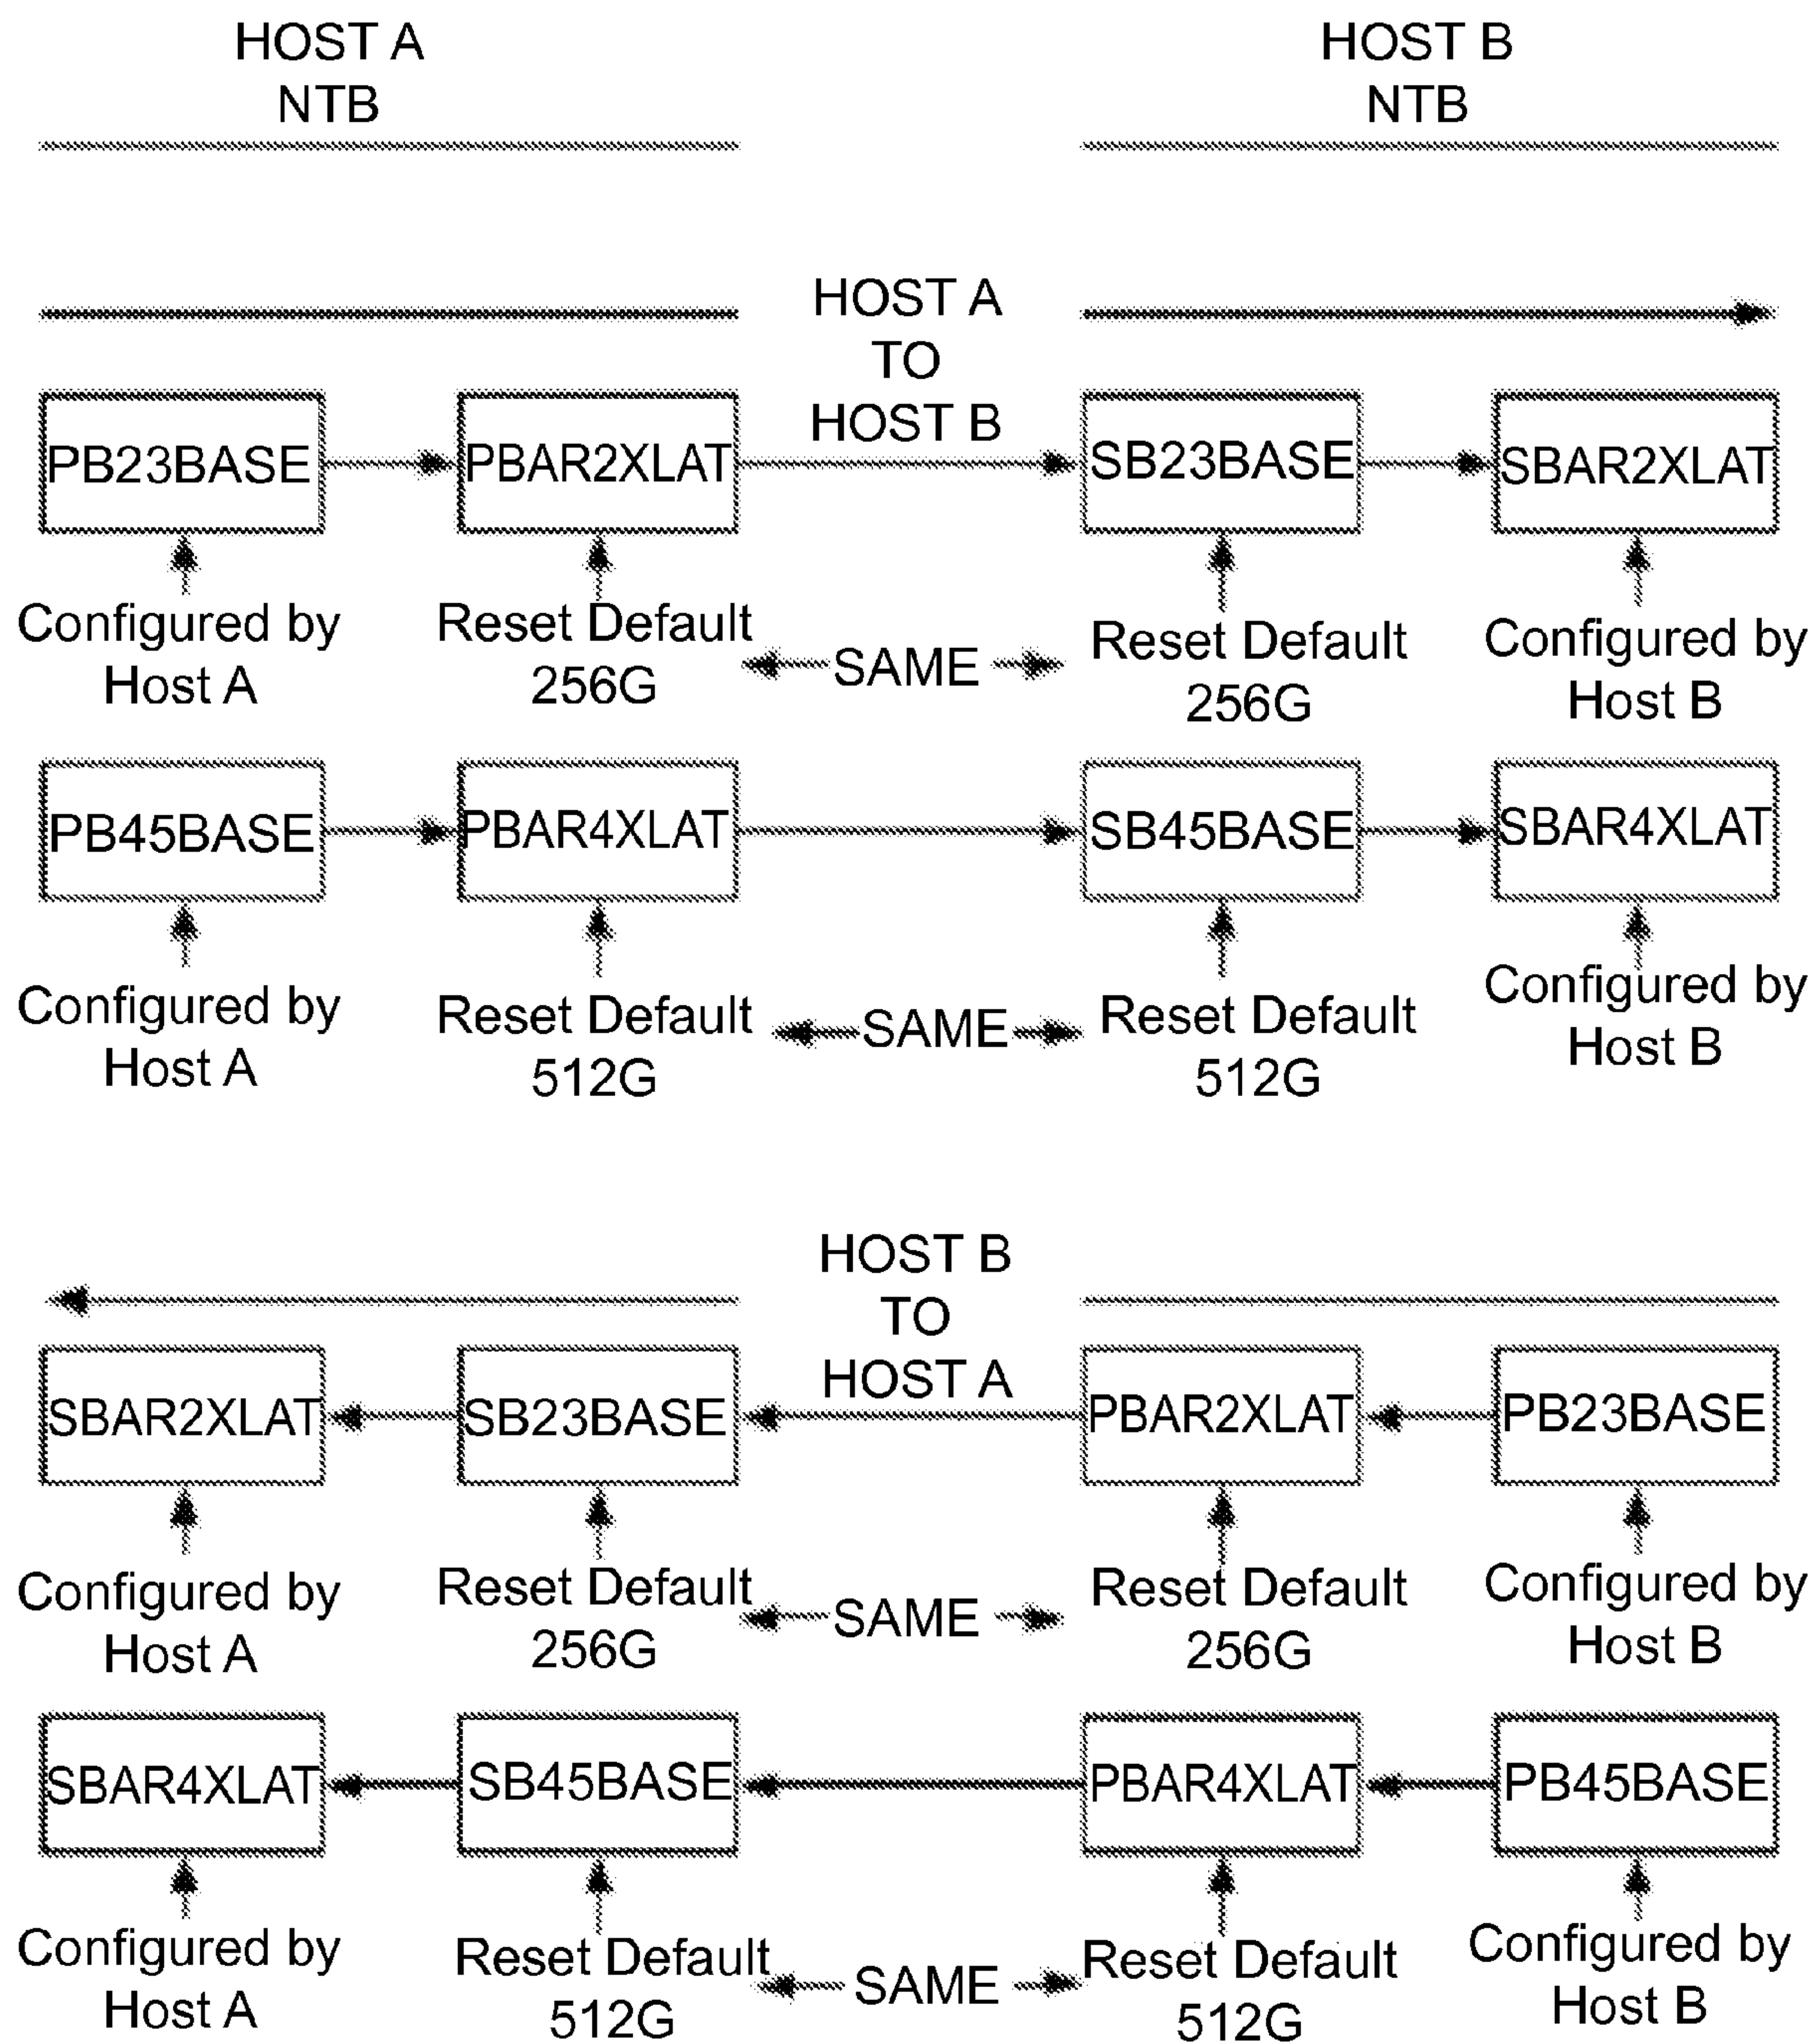 HOST A
NTB
HOST B
NTB
HOST A
TO
HOST B
PB23BASE
PBAR2XLAT
SB23BASE
SBAR2XLAT
Configured by
Host A
Reset Default
256G
SAME
Reset Default
256G
Configured by
Host B
PB45BASE
PBAR4XLAT
SB45BASE
SBAR4XLAT
Configured by
Host A
Reset Default
512G
SAME
Reset Default
512G
Configured by
Host B
HOST B
TO
HOST A
SBAR2XLAT
SB23BASE
PBAR2XLAT
PB23BASE
Configured by
Host A
Reset Default
256G
SAME
Reset Default
256G
Configured by
Host B
SBAR4XLAT
SB45BASE
PBAR4XLAT
PB45BASE
Configured by
Host A
Reset Default
512G
SAME
Reset Default
512G
Configured by
Host B